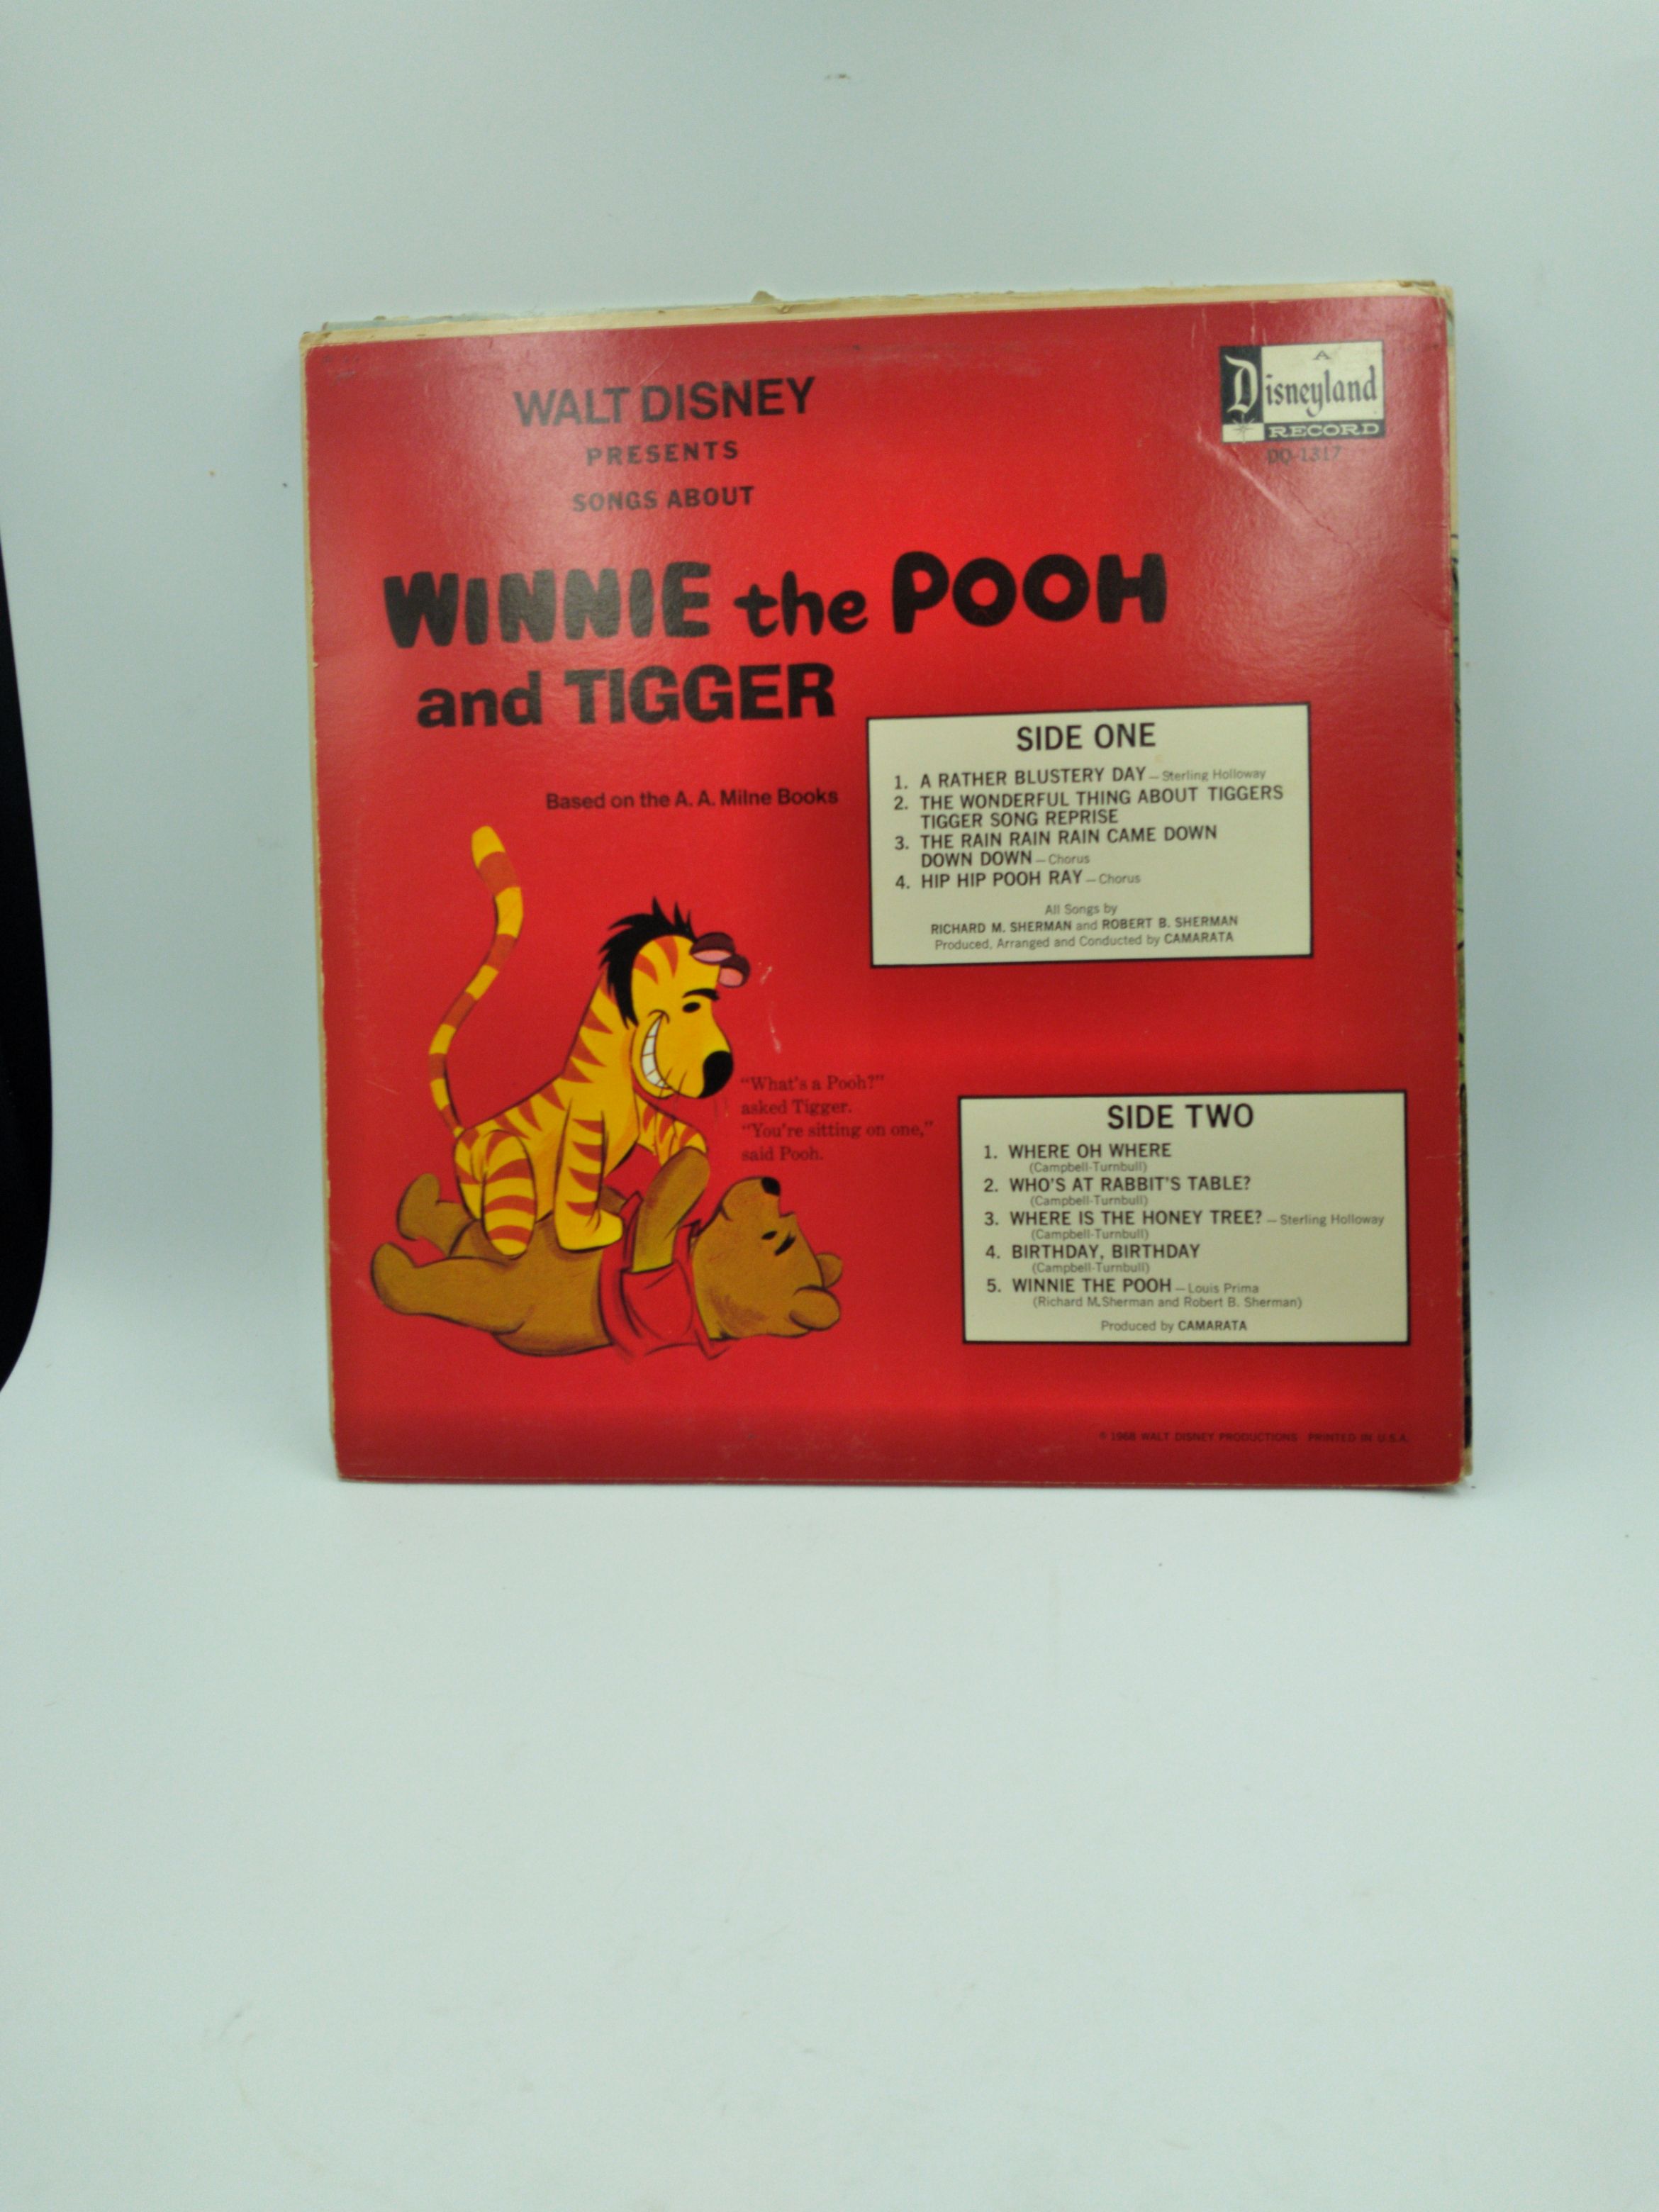 WALT DISNEY
PRESENTS
SONGS ABOUT
WINNIE the POOH
and TIGGER
Based on the A. A. Milne Books
A
Disneyland
RECORD
DQ-1317
SIDE ONE
1. A RATHER BLUSTERY DAY — Sterling Holloway
2. THE WONDERFUL THING ABOUT TIGGERS
TIGGER SONG REPRISE
3. THE RAIN RAIN RAIN CAME DOWN
DOWN DOWN — Chorus
4. HIP HIP POOH RAY — Chorus
All Songs by
RICHARD M. SHERMAN and ROBERT B. SHERMAN
Produced, Arranged and Conducted by CAMARATA
"What's a Pooh?"
asked Tigger.
"You're sitting on one,"
said Pooh.
SIDE TWO
1. WHERE OH WHERE
(Campbell-Turnbull)
2. WHO'S AT RABBIT'S TABLE?
(Campbell-Turnbull)
3. WHERE IS THE HONEY TREE? — Sterling Holloway
(Campbell-Turnbull)
4. BIRTHDAY, BIRTHDAY
(Campbell-Turnbull)
5. WINNIE THE POOH — Louis Prima
(Richard M. Sherman and Robert B. Sherman)
Produced by CAMARATA
© 1968 WALT DISNEY PRODUCTIONS PRINTED IN U.S.A.